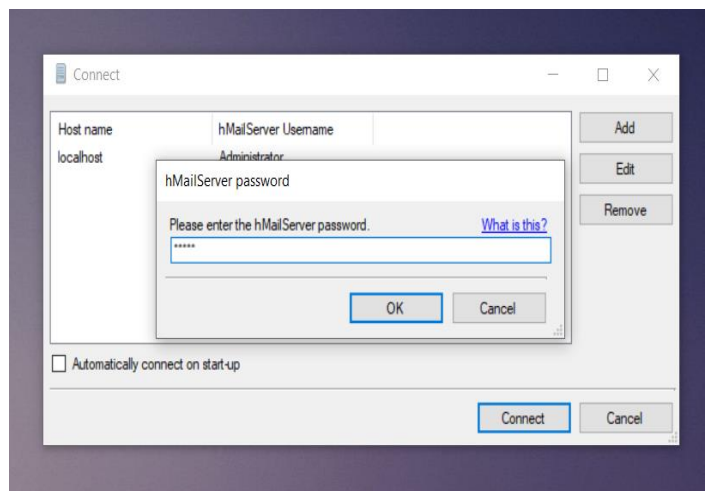 Connect
Host name hMailServer Username
localhost Administrator
hMailServer password
Please enter the hMailServer password. What is this?
*****
OK Cancel
Add
Edit
Remove
Automatically connect on start-up
Connect Cancel